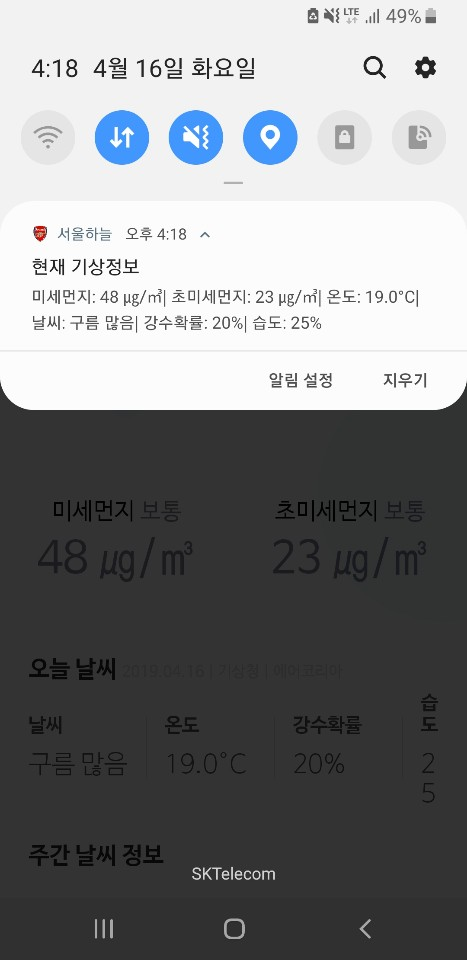 LTE 49%
4:18 4월 16일 화요일
서울하늘 오후 4:18
현재 기상정보
미세먼지: 48 μg/㎥| 초미세먼지: 23 μg/㎥| 온도: 19.0°C|
날씨: 구름 많음| 강수확률: 20%| 습도: 25%
알림 설정 지우기
미세먼지 보통 초미세먼지 보통
48 μg/㎥ 23 μg/㎥
오늘 날씨 2019.04.16 | 기상청 | 에어코리아
날씨 온도 강수확률 습도
구름 많음 19.0°C 20% 25
주간 날씨 정보
SKTelecom